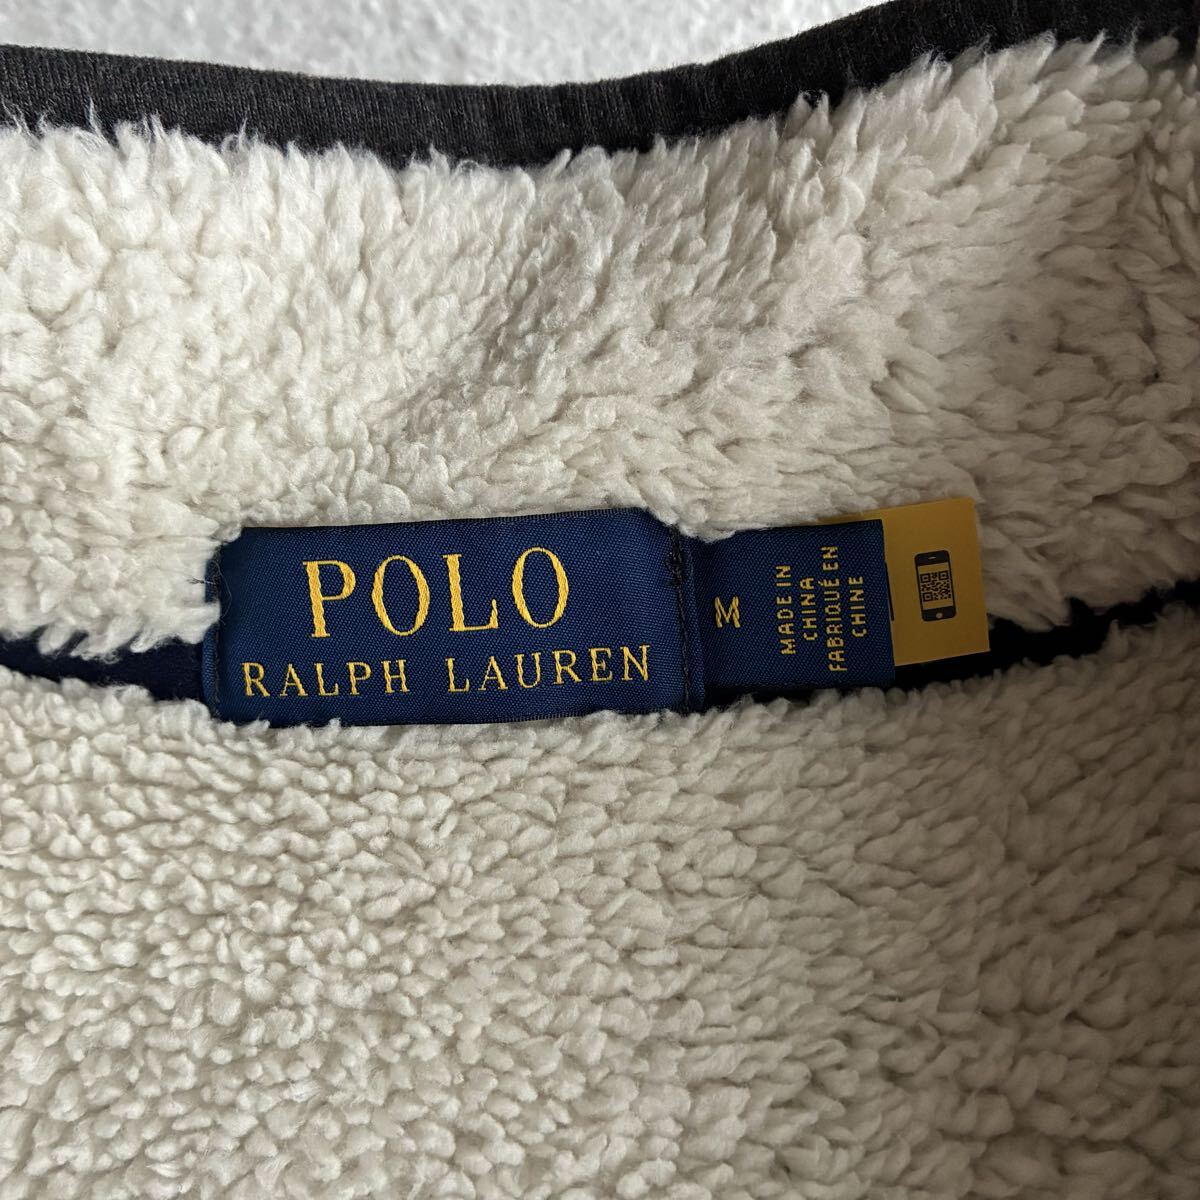 POLO
RALPH LAUREN
M
MADE IN
CHINA
FABRIQUÉ EN
CHINE